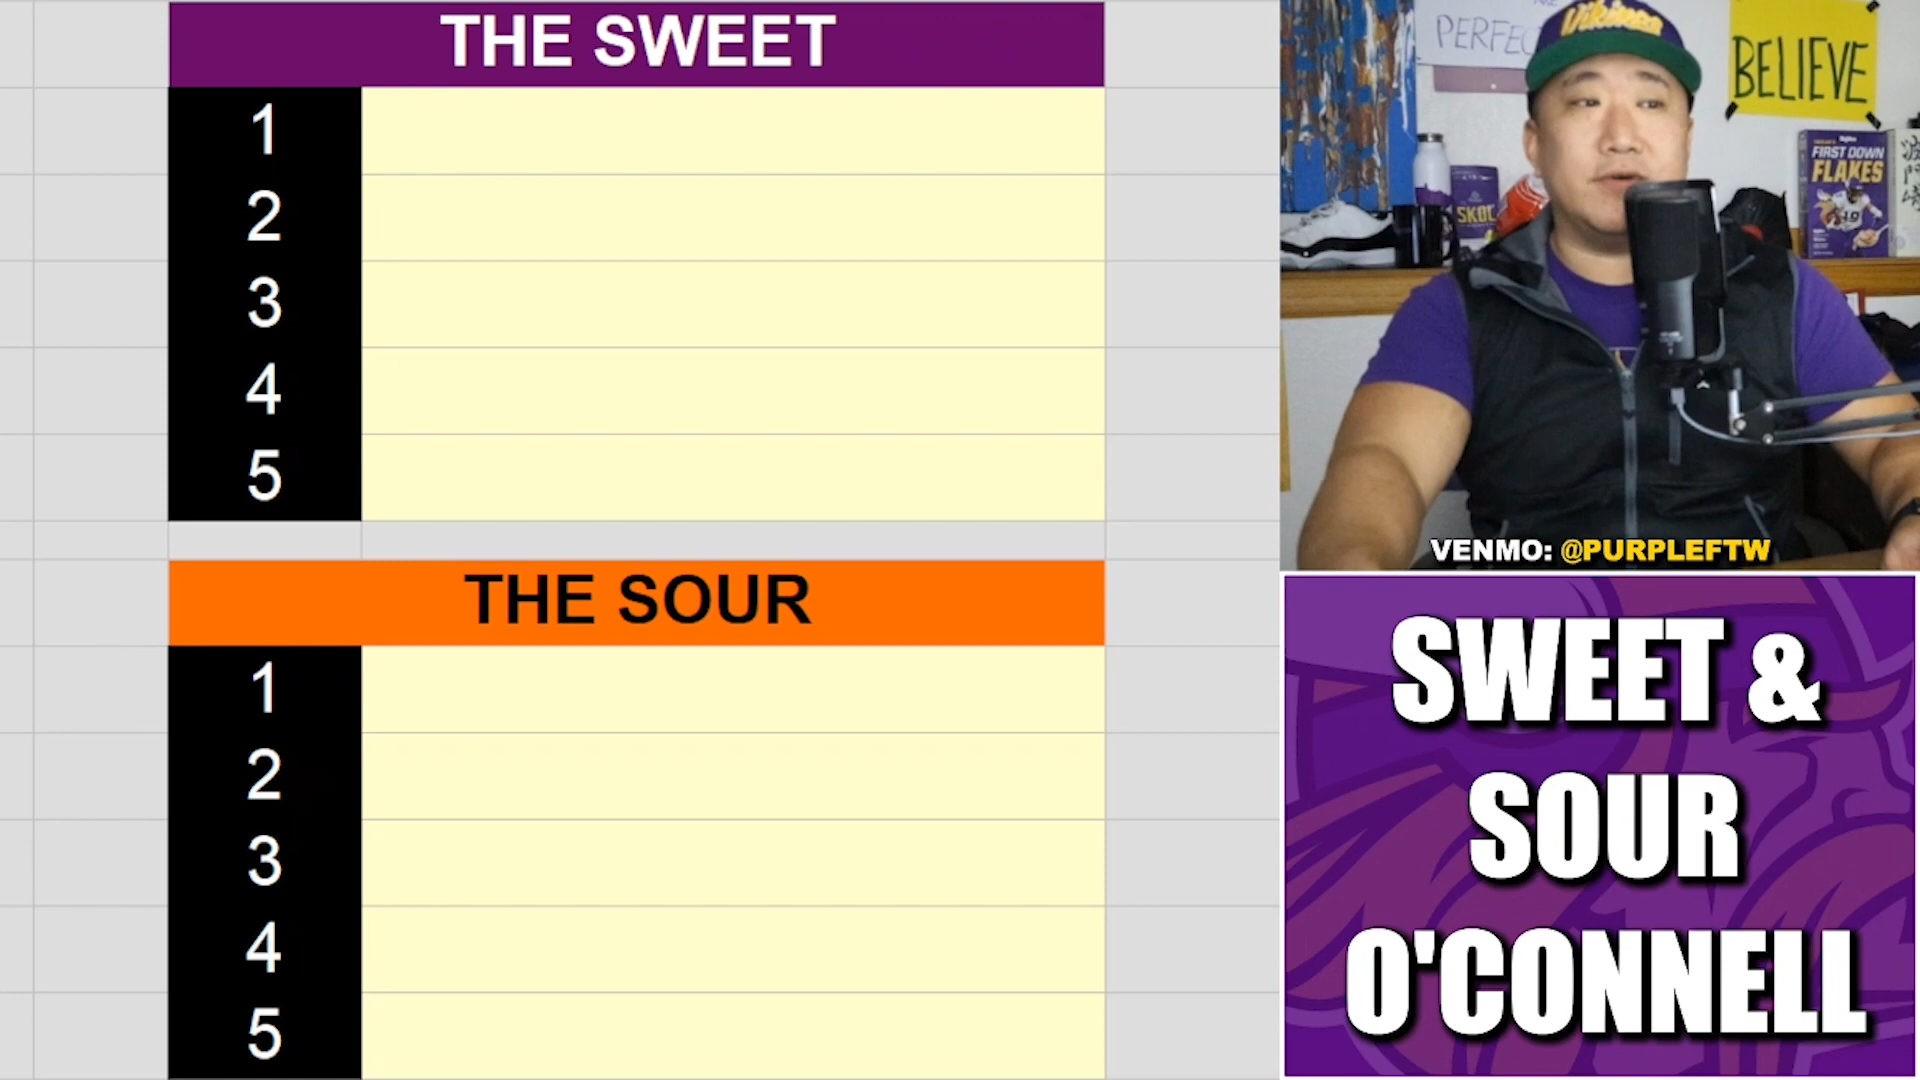 THE SWEET
1
2
3
4
5
THE SOUR
1
2
3
4
5
PERFEC
Vikings
BELIEVE
FIRST DOWN
FLAKES
SKOL
VENMO: @PURPLEFTW
SWEET &
SOUR
O'CONNELL